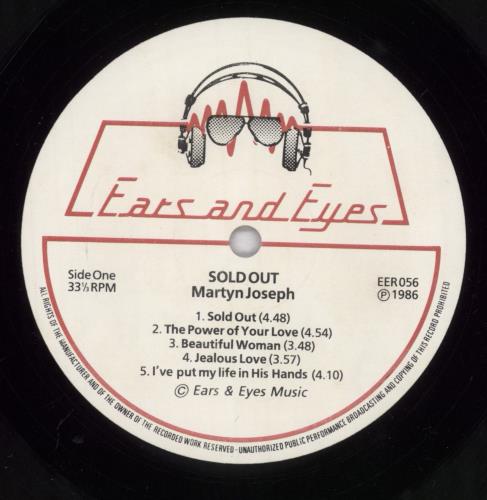 Ears and Eyes
Side One
33⅓ RPM
SOLD OUT
Martyn Joseph
EER 056
Ⓟ 1986
1. Sold Out (4.48)
2. The Power of Your Love (4.54)
3. Beautiful Woman (3.48)
4. Jealous Love (3.57)
5. I've put my life in His Hands (4.10)
© Ears & Eyes Music
ALL RIGHTS OF THE MANUFACTURER AND OF THE OWNER OF THE RECORDED WORK RESERVED - UNAUTHORIZED PUBLIC PERFORMANCE BROADCASTING AND COPYING OF THIS RECORD PROHIBITED